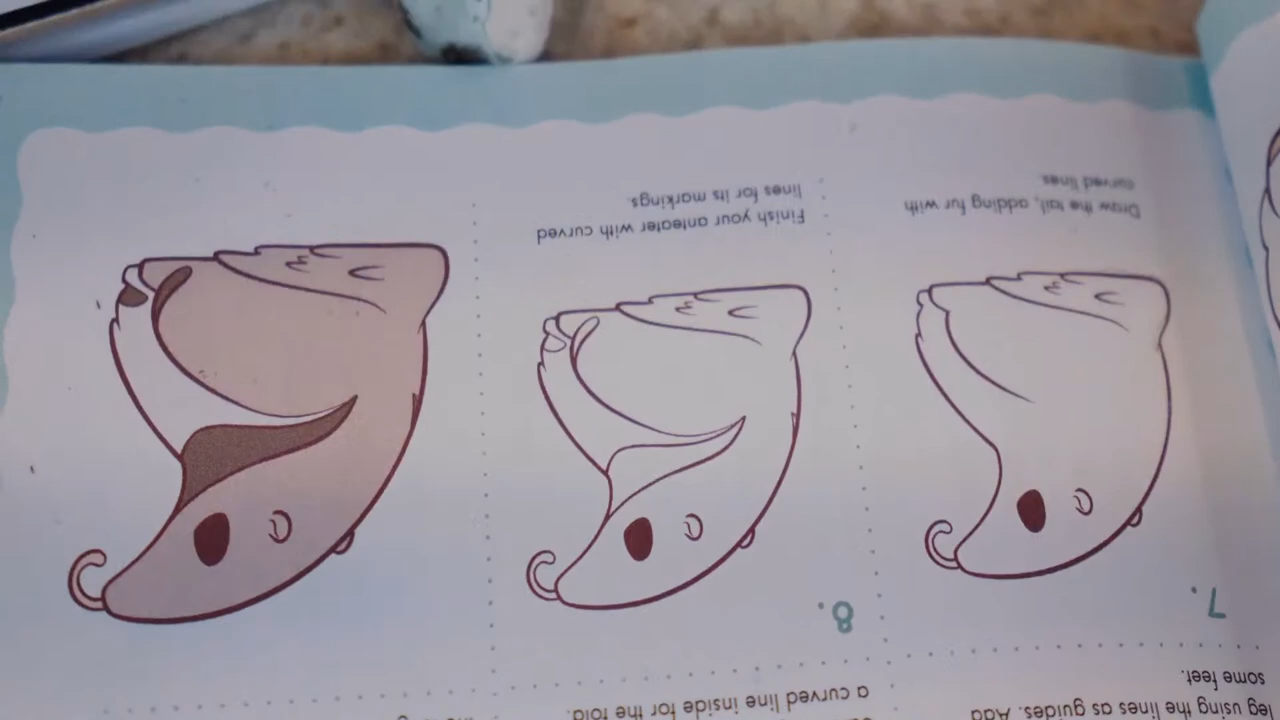 leg using the lines as guides. Add
some feet.
a curved line inside for the fold.
7.
Draw the tail, adding fur with
curved lines.
8.
Finish your anteater with curved
lines for its markings.